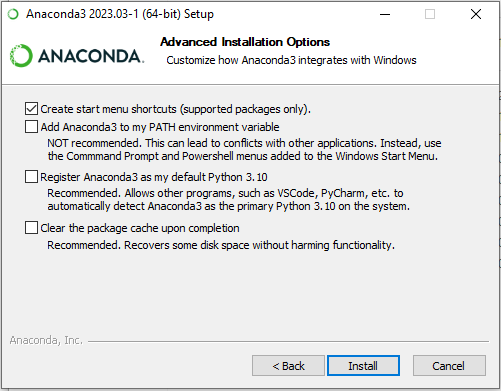 Anaconda3 2023.03-1 (64-bit) Setup
ANACONDA.
Advanced Installation Options
Customize how Anaconda3 integrates with Windows
Create start menu shortcuts (supported packages only).
Add Anaconda3 to my PATH environment variable
NOT recommended. This can lead to conflicts with other applications. Instead, use
the Commmand Prompt and Powershell menus added to the Windows Start Menu.
Register Anaconda3 as my default Python 3.10
Recommended. Allows other programs, such as VSCode, PyCharm, etc. to
automatically detect Anaconda3 as the primary Python 3.10 on the system.
Clear the package cache upon completion
Recommended. Recovers some disk space without harming functionality.
Anaconda, Inc.
< Back
Install
Cancel